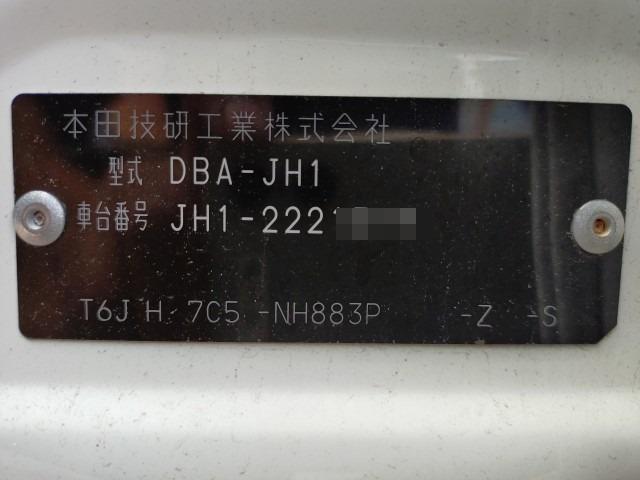 本田技研工業株式会社
型式 DBA-JH1
車台番号 JH1-222
T6J H 7C5 -NH883P -Z -S